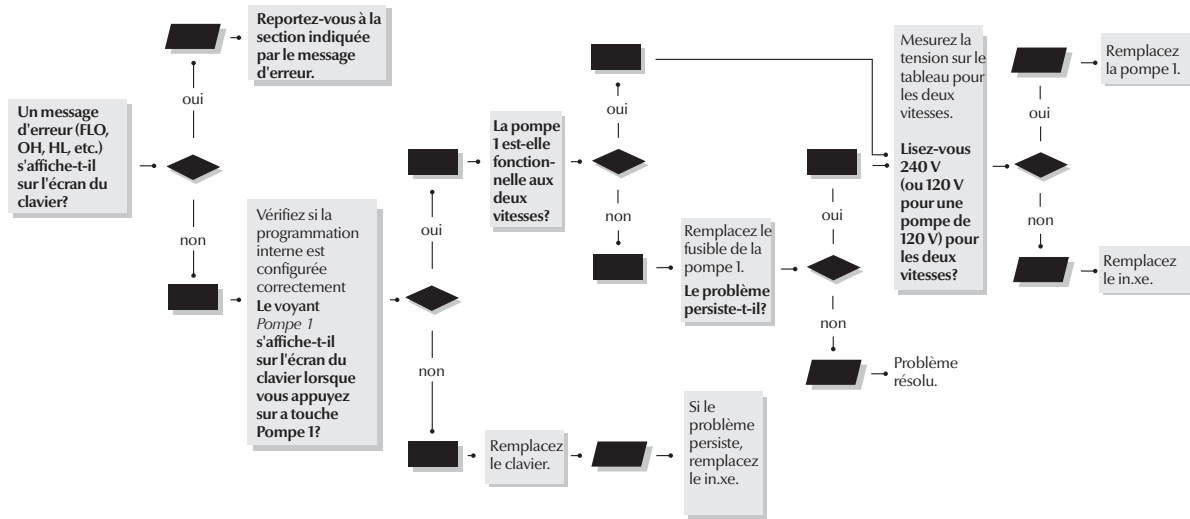 Un message
d'erreur (FLO,
OH, HL, etc.)
s'affiche-t-il
sur l'écran du
clavier?
oui
Reportez-vous à la
section indiquée
par le message
d'erreur.
non
Vérifiez si la
programmation
interne est
configurée
correctement
Le voyant
Pompe 1
s'affiche-t-il
sur l'écran du
clavier lorsque
vous appuyez
sur a touche
Pompe 1?
oui
La pompe
1 est-elle
fonction-
nelle aux
deux
vitesses?
oui
non
Remplacez le
fusible de la
pompe 1.
Le problème
persiste-t-il?
oui
non
Problème
résolu.
Mesurez la
tension sur le
tableau pour
les deux
vitesses.
Lisez-vous
240 V
(ou 120 V
pour une
pompe de
120 V) pour
les deux
vitesses?
oui
Remplacez
la pompe 1.
non
Remplacez
le in.xe.
non
Remplacez
le clavier.
Si le
problème
persiste,
remplacez
le in.xe.